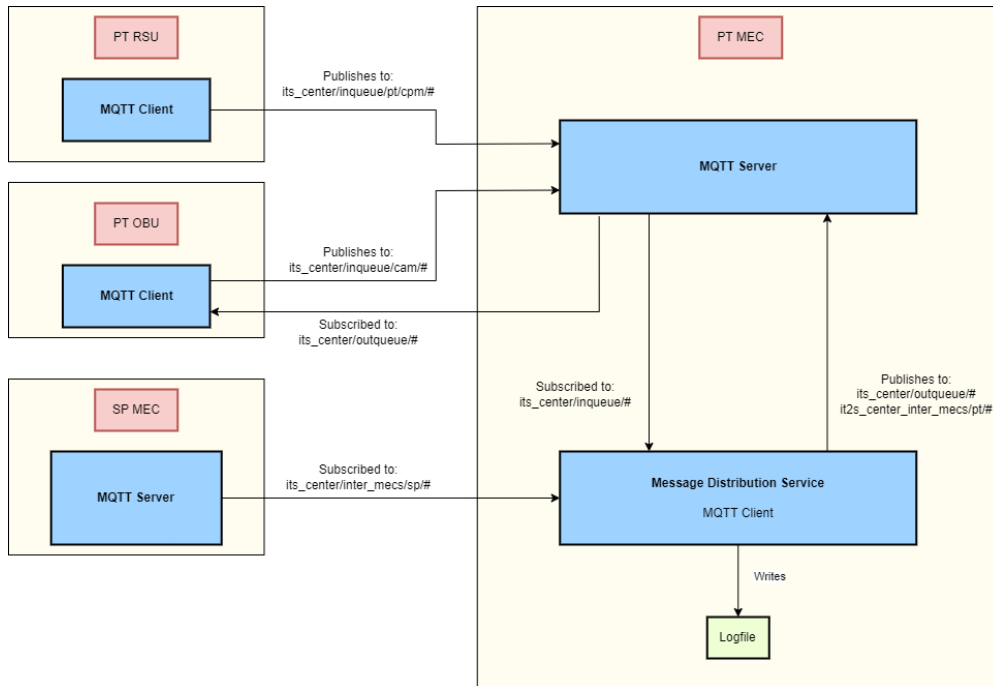 PT RSU
MQTT Client
Publishes to:
its_center/inqueue/pt/cpm/#
PT MEC
MQTT Server
PT OBU
MQTT Client
Publishes to:
its_center/inqueue/cam/#
Subscribed to:
its_center/outqueue/#
Subscribed to:
its_center/inqueue/#
Publishes to:
its_center/outqueue/#
it2s_center_inter_mecs/pt/#
SP MEC
MQTT Server
Subscribed to:
its_center/inter_mecs/sp/#
Message Distribution Service
MQTT Client
Writes
Logfile